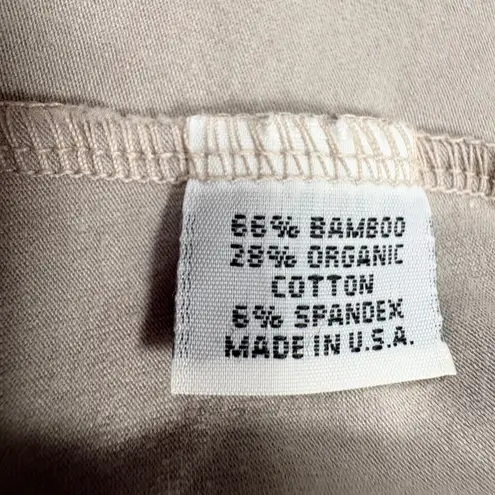 66% BAMBOO
28% ORGANIC
COTTON
6% SPANDEX
MADE IN U.S.A.